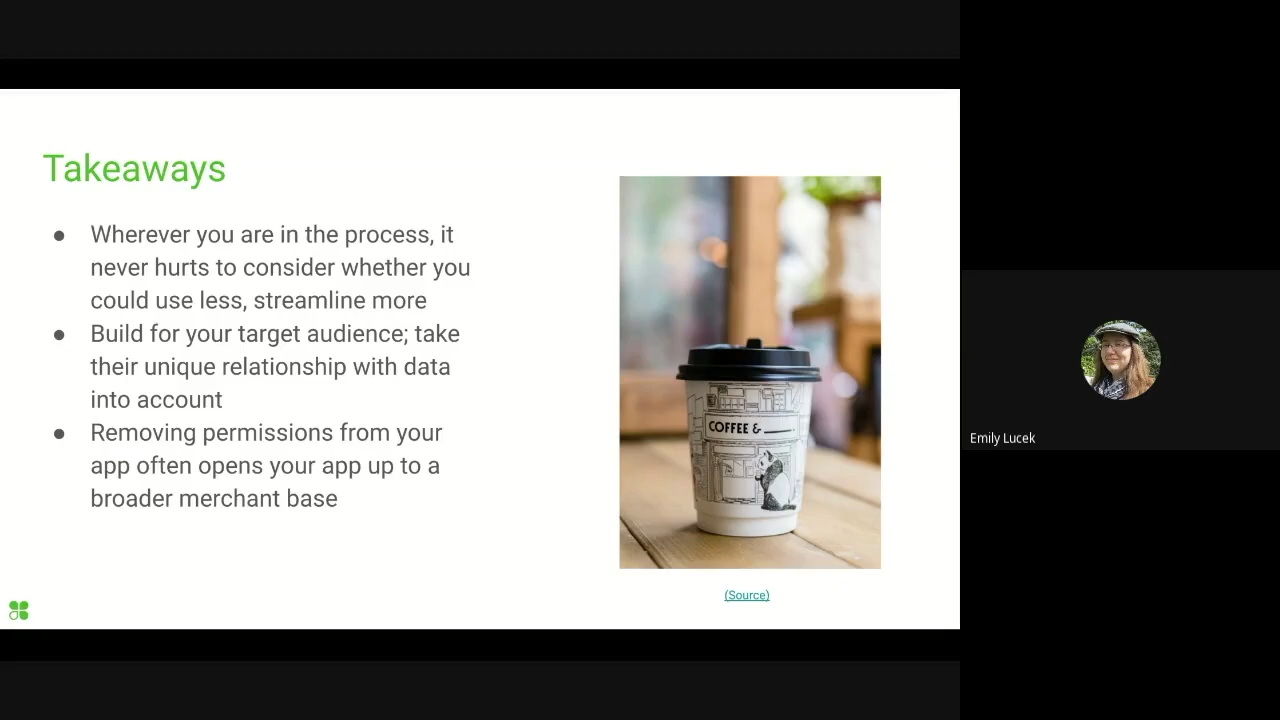 Takeaways
● Wherever you are in the process, it
never hurts to consider whether you
could use less, streamline more
● Build for your target audience; take
their unique relationship with data
into account
● Removing permissions from your
app often opens your app up to a
broader merchant base
COFFEE &
(Source)
Emily Lucek